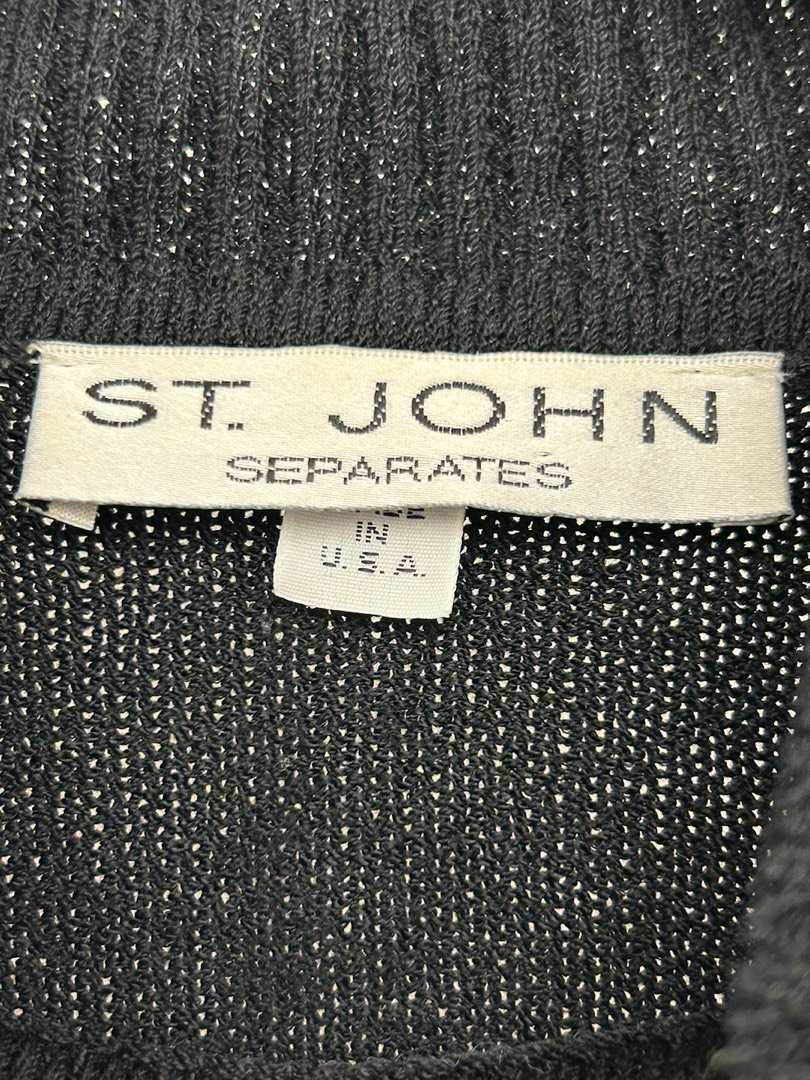 ST. JOHN
SEPARATES
IN
U.S.A.